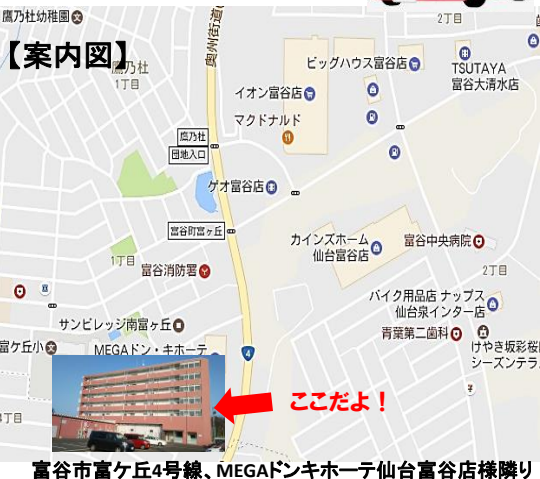 鷹乃杜幼稚園
【案内図】
鷹乃杜
1丁目
奥州街道
2丁目
ビッグハウス富谷店
TSUTAYA
富谷大清水店
イオン富谷店
マクドナルド
鷹乃杜
団地入口
ゲオ富谷店
富谷町富ヶ丘
カインズホーム
仙台富谷店
富谷中央病院
1丁目
富谷消防署
2丁目
バイク用品店 ナップス
仙台泉インター店
サンビレッジ南富ヶ丘
青葉第二歯科
富ケ丘小
MEGAドン・キホーテ
4
けやき坂彩桜
シーズンテラ
ここだよ！
3丁目
富谷市富ケ丘4号線、MEGAドンキホーテ仙台富谷店様隣り